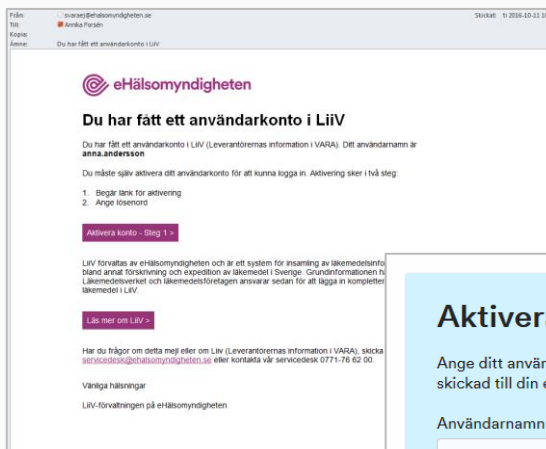 Från: svaraej@ehalsomyndigheten.se Skickat: ti 2016-10-11
Till: Annika Forsén
Kopia:
Ämne: Du har fått ett användarkonto i LiiV
eHälsomyndigheten
Du har fått ett användarkonto i LiiV
Du har fått ett användarkonto i LiiV (Leverantörernas information i VARA). Ditt användarnamn är
anna.andersson
Du måste själv aktivera ditt användarkonto för att kunna logga in. Aktivering sker i två steg:
1. Begär länk för aktivering
2. Ange lösenord
Aktivera konto - Steg 1 >
LiiV förvaltas av eHälsomyndigheten och är ett system för insamling av
bland annat förskrivning och expedition av läkemedel i Sverige. Grundinformationen
Läkemedelsverket och läkemedelsföretagen ansvarar sedan för att lägga in
läkemedel i LiiV.
Läs mer om LiiV >
Har du frågor om detta mejl eller om Liiv (Leverantörernas information i VARA), skicka
servicedesk@ehalsomyndigheten.se eller kontakta vår servicedesk 0771-76 62 00.
Vänliga hälsningar
LiiV-förvaltningen på eHälsomyndigheten
Aktivera
Ange ditt
skickad till din
Användarnamn